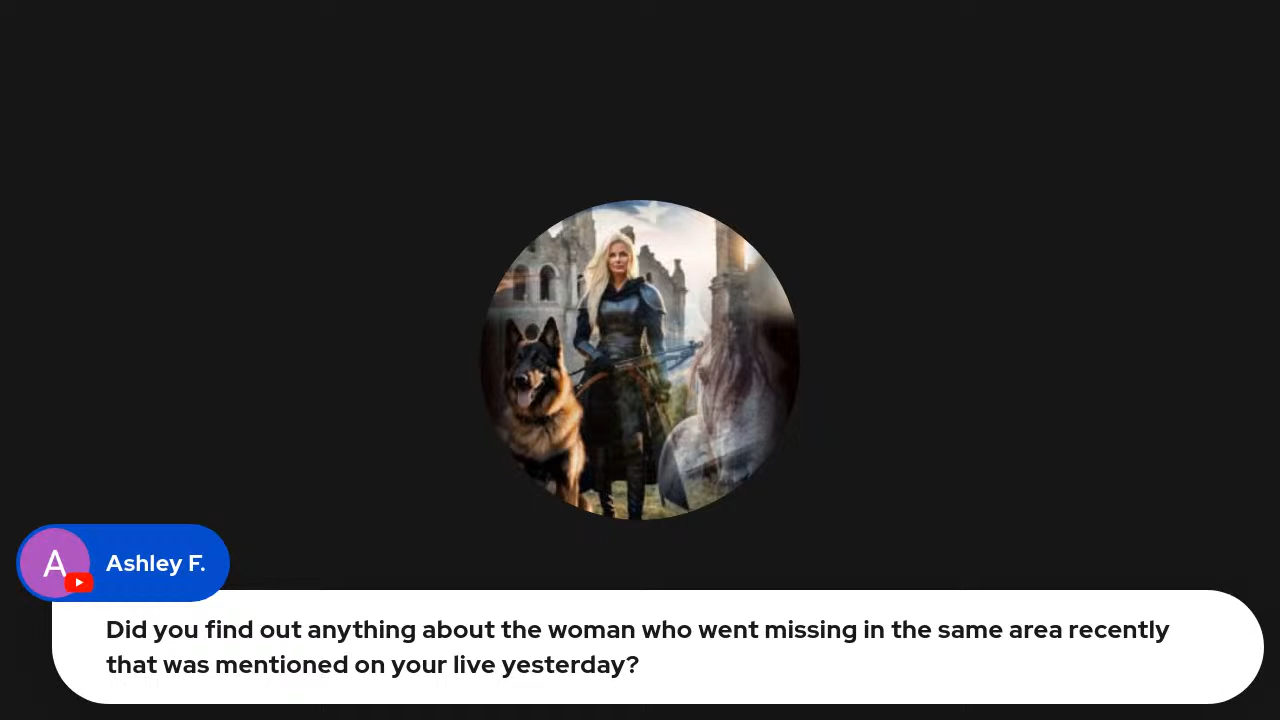 A
Ashley F.
Did you find out anything about the woman who went missing in the same area recently
that was mentioned on your live yesterday?